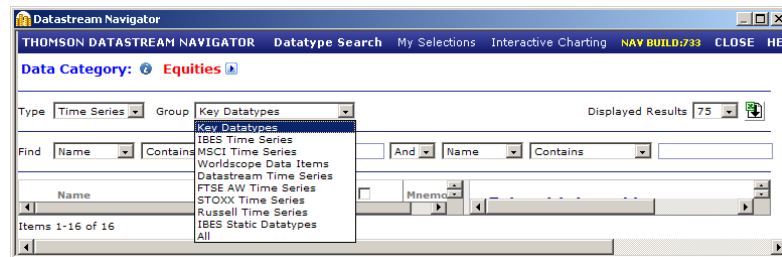 Datastream Navigator
THOMSON DATASTREAM NAVIGATOR Datatype Search My Selections Interactive Charting NAV BUILD:733 CLOSE HE
Data Category: Equities
Type Time Series Group Key Datatypes Displayed Results 75
Key Datatypes
IBES Time Series
MSCI Time Series
Worldscope Data Items
Datastream Time Series
FTSE AW Time Series
STOXX Time Series
Russell Time Series
IBES Static Datatypes
All
Find Name Contains And Name Contains
Name Mnemo
Items 1-16 of 16